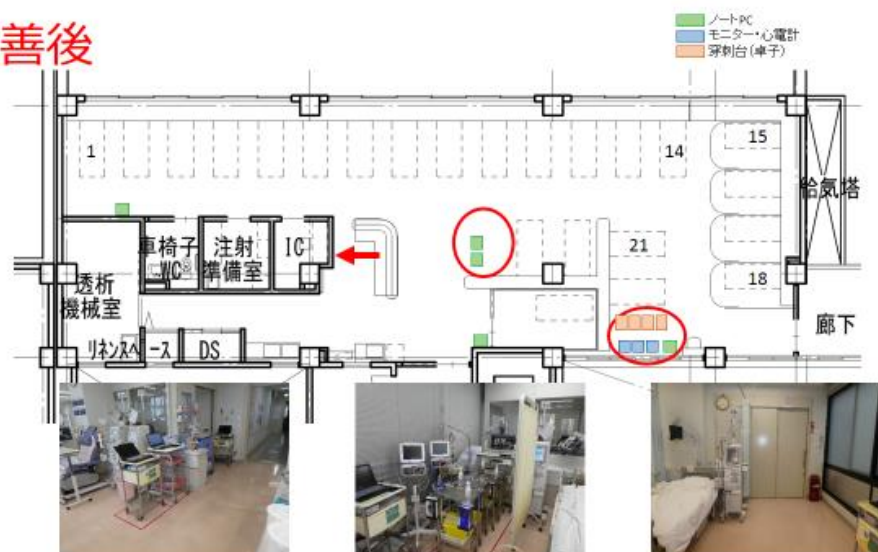 善後
ノートPC
モニター・心電計
穿刺台(卓子)
1
14
15
給気塔
車椅子
WC
注射
準備室
IC
21
18
透析
機械室
廊下
リネンスペース
DS